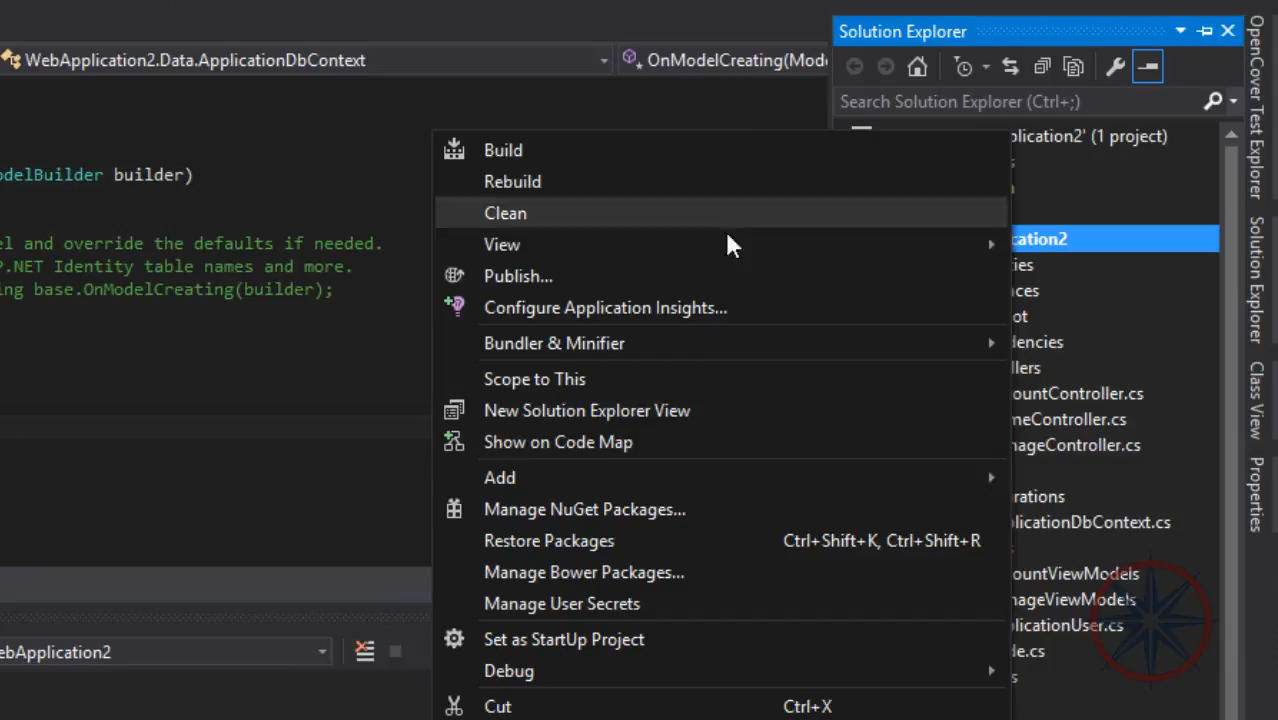 Solution Explorer
WebApplication2.Data.ApplicationDbContext
OnModelCreating(Mod
Search Solution Explorer (Ctrl+;)
plication2' (1 project)
odelBuilder builder)
el and override the defaults if needed.
P.NET Identity table names and more.
ing base.OnModelCreating(builder);
Build
Rebuild
Clean
View
Publish...
Configure Application Insights...
Bundler & Minifier
Scope to This
New Solution Explorer View
Show on Code Map
Add
Manage NuGet Packages...
Restore Packages Ctrl+Shift+K, Ctrl+Shift+R
Manage Bower Packages...
Manage User Secrets
Set as StartUp Project
Debug
Cut Ctrl+X
ication2
ies
nces
ot
dencies
llers
ountController.cs
meController.cs
nageController.cs
rations
licationDbContext.cs
s
ountViewModels
nageViewModels
licationUser.cs
de.cs
s
ebApplication2
OpenCover Test Explorer
Solution Explorer
Class View
Properties